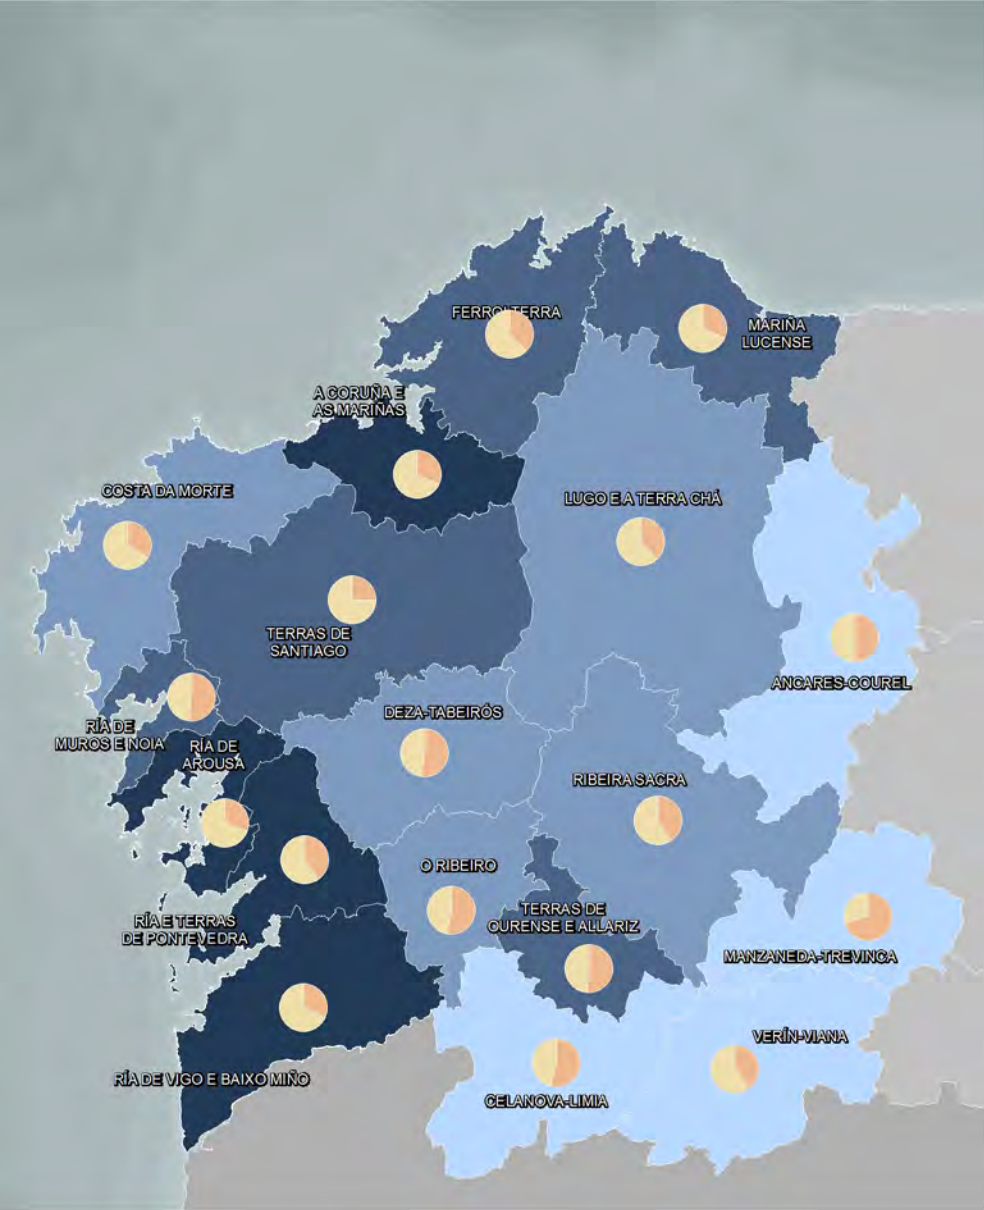 FERROLTERRA
MARIÑA
LUCENSE
A CORUÑA E
AS MARIÑAS
COSTA DA MORTE
LUGO E A TERRA CHÁ
TERRAS DE
SANTIAGO
ANCARES-COUREL
DEZA-TABEIRÓS
RÍA DE
MUROS E NOIA
RÍA DE
AROUSA
RIBEIRA SACRA
O RIBEIRO
TERRAS DE
OURENSE E ALLARIZ
RÍA E TERRAS
DE PONTEVEDRA
MANZANEDA-TREVINCA
VERÍN-VIANA
RÍA DE VIGO E BAIXO MIÑO
CELANOVA-LIMIA